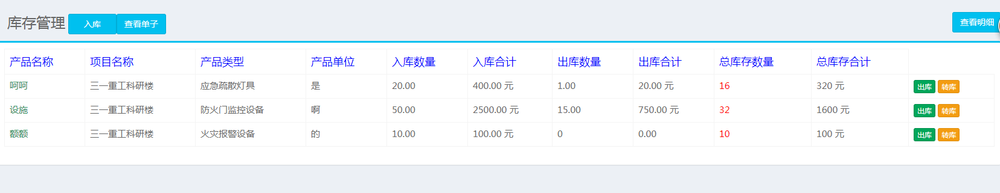 库存管理 入库 查看单子 查看明细
产品名称 项目名称 产品类型 产品单位 入库数量 入库合计 出库数量 出库合计 总库存数量 总库存合计
呵呵 三一重工科研楼 应急疏散灯具 是 20.00 400.00 元 1.00 20.00 元 16 320 元 出库 转库
设施 三一重工科研楼 防火门监控设备 啊 50.00 2500.00 元 15.00 750.00 元 32 1600 元 出库 转库
额额 三一重工科研楼 火灾报警设备 的 10.00 100.00 元 0 0.00 10 100 元 出库 转库